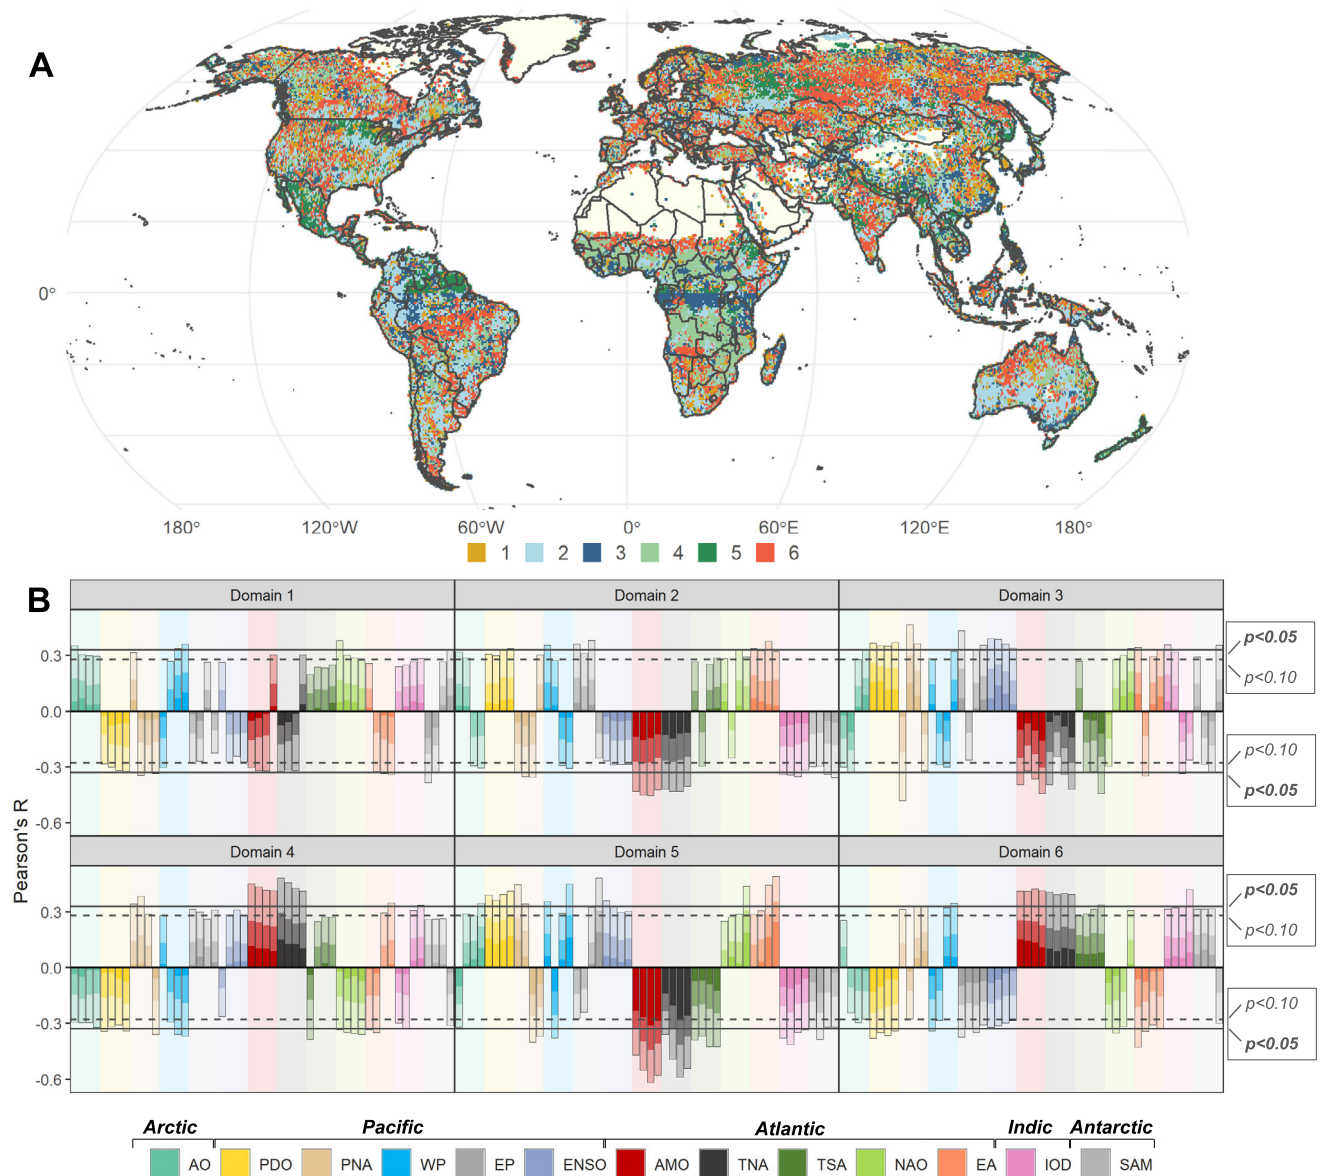 A
0°
180° 120°W 60°W 0° 60°E 120°E 180°
1 2 3 4 5 6
B
Domain 1 Domain 2 Domain 3
0.3
0.0
-0.3
-0.6
p<0.05
p<0.10
p<0.10
p<0.05
Pearson's R
Domain 4 Domain 5 Domain 6
0.3
0.0
-0.3
-0.6
p<0.05
p<0.10
p<0.10
p<0.05
Arctic Pacific Atlantic Indic Antarctic
AO PDO PNA WP EP ENSO AMO TNA TSA NAO EA IOD SAM